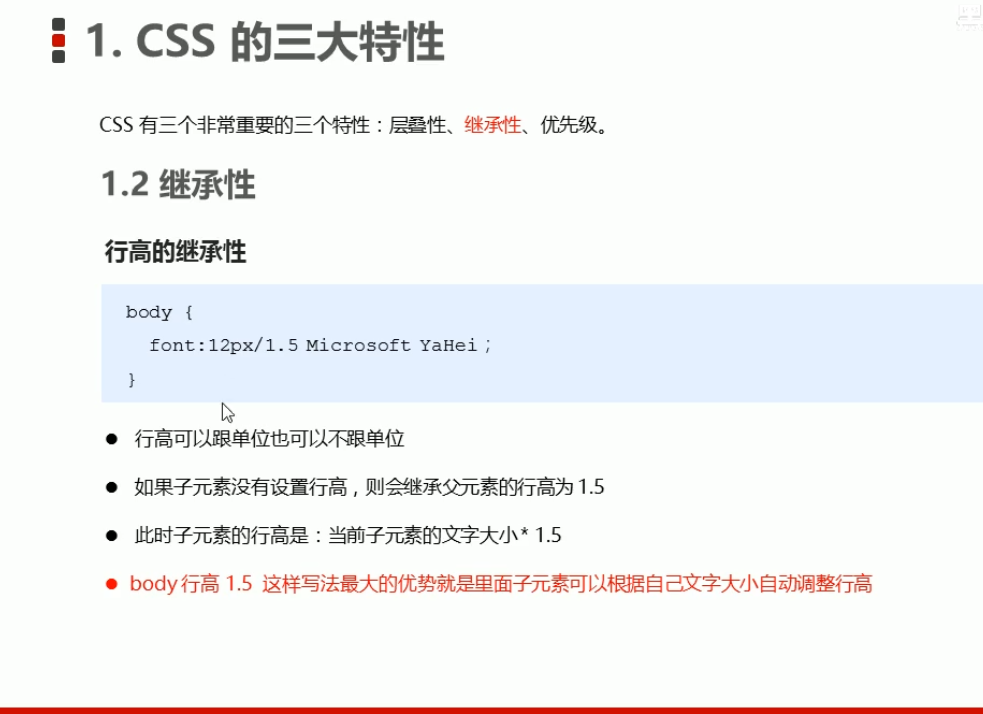 1. CSS 的三大特性
CSS 有三个非常重要的三个特性：层叠性、继承性、优先级。
1.2 继承性
行高的继承性
body {
font:12px/1.5 Microsoft YaHei；
}
● 行高可以跟单位也可以不跟单位
● 如果子元素没有设置行高，则会继承父元素的行高为 1.5
● 此时子元素的行高是：当前子元素的文字大小* 1.5
● body 行高 1.5 这样写法最大的优势就是里面子元素可以根据自己文字大小自动调整行高